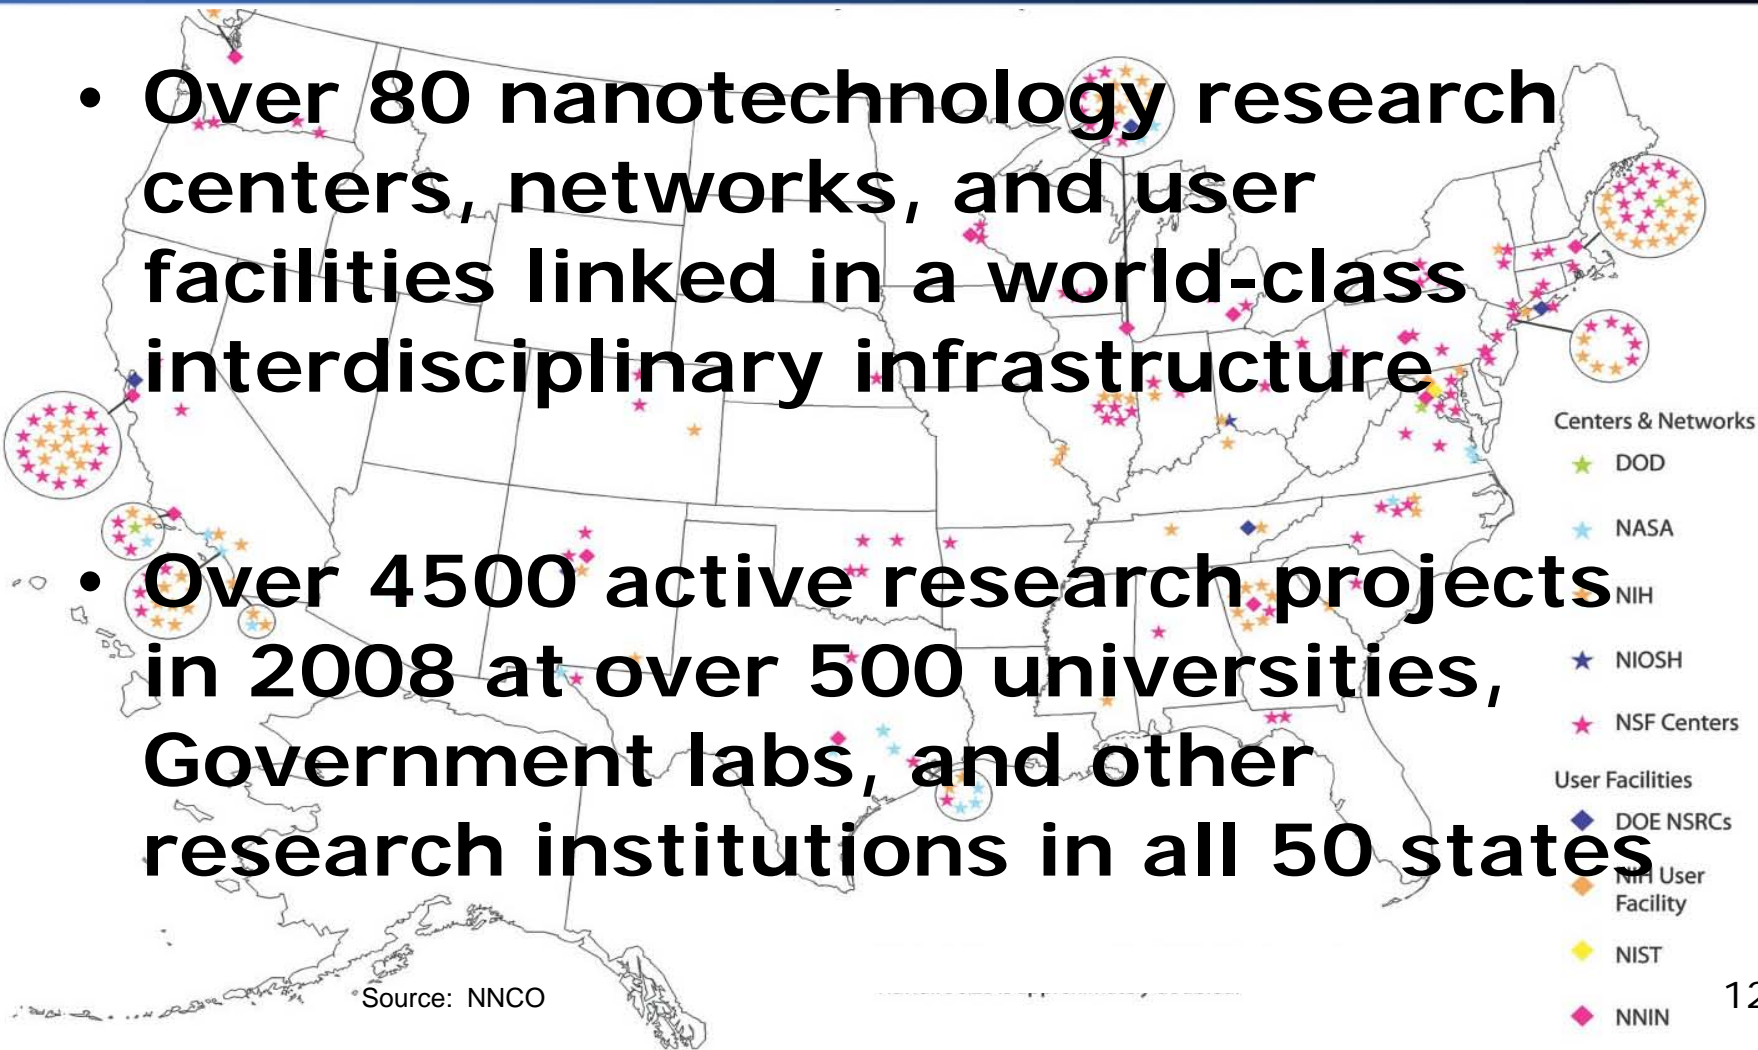 • Over 80 nanotechnology research
centers, networks, and user
facilities linked in a world-class
interdisciplinary infrastructure
• Over 4500 active research projects
in 2008 at over 500 universities,
Government labs, and other
research institutions in all 50 states
Centers & Networks
DOD
NASA
NIH
NIOSH
NSF Centers
User Facilities
DOE NSRCs
NIH User
Facility
NIST
NNIN
Source: NNCO
12